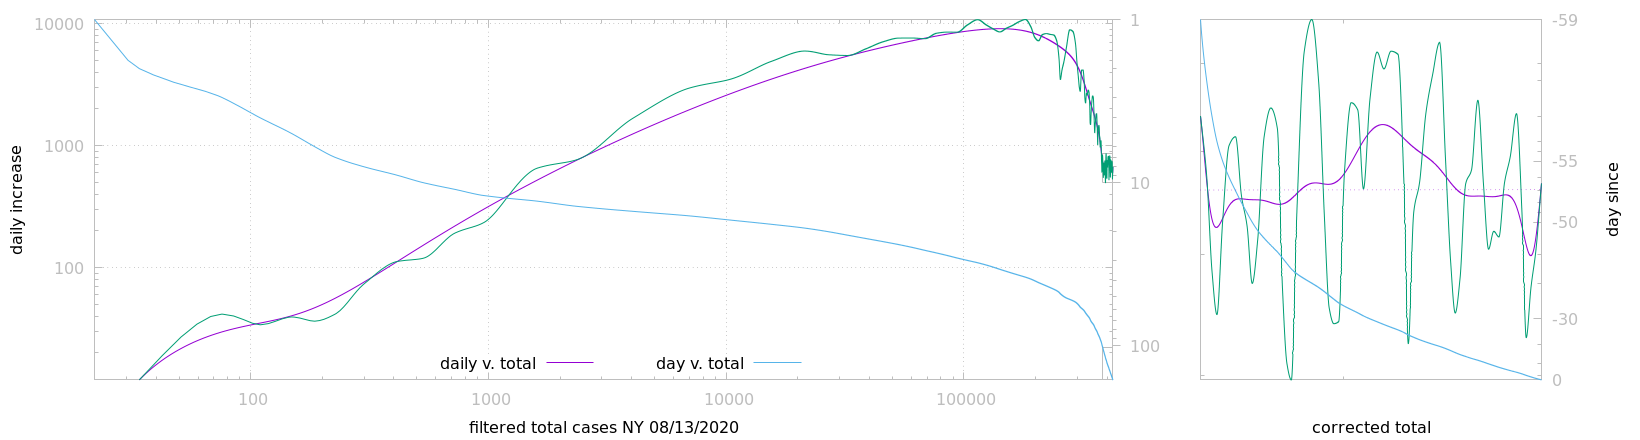 10000
1000
100
daily increase
1
10
100
daily v. total
day v. total
100
1000
10000
100000
filtered total cases NY 08/13/2020
-59
-55
-50
-30
0
day since
corrected total